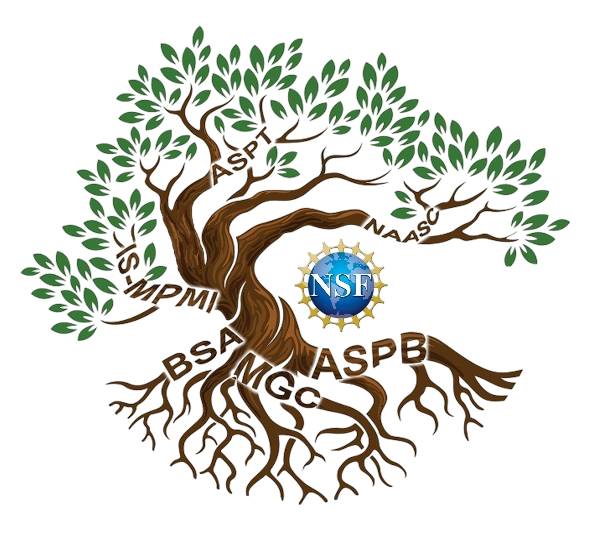 ASPT
NAASC
IS-MPMI
NSF
BSA
ASPB
MGC